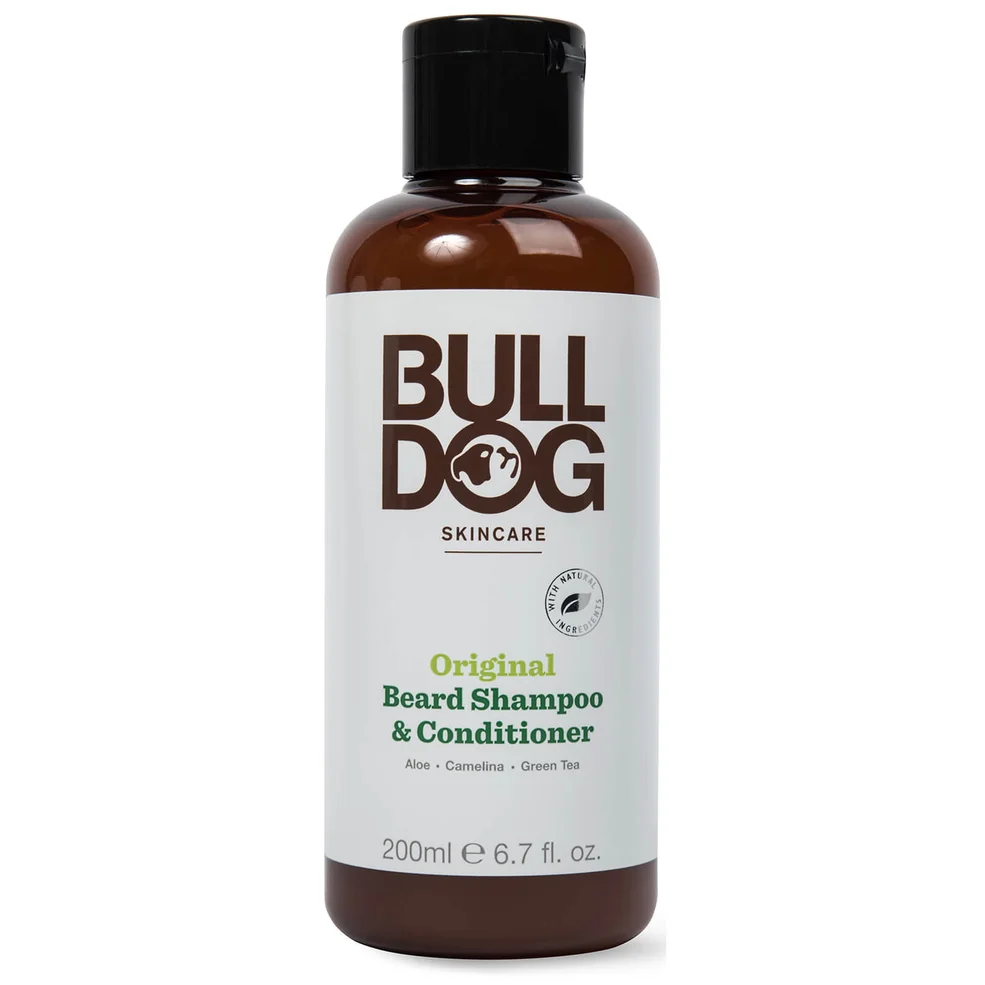 BULL
DOG
SKINCARE
WITH NATURAL
INGREDIENTS
Original
Beard Shampoo
& Conditioner
Aloe • Camelina • Green Tea
200ml ℮ 6.7 fl. oz.